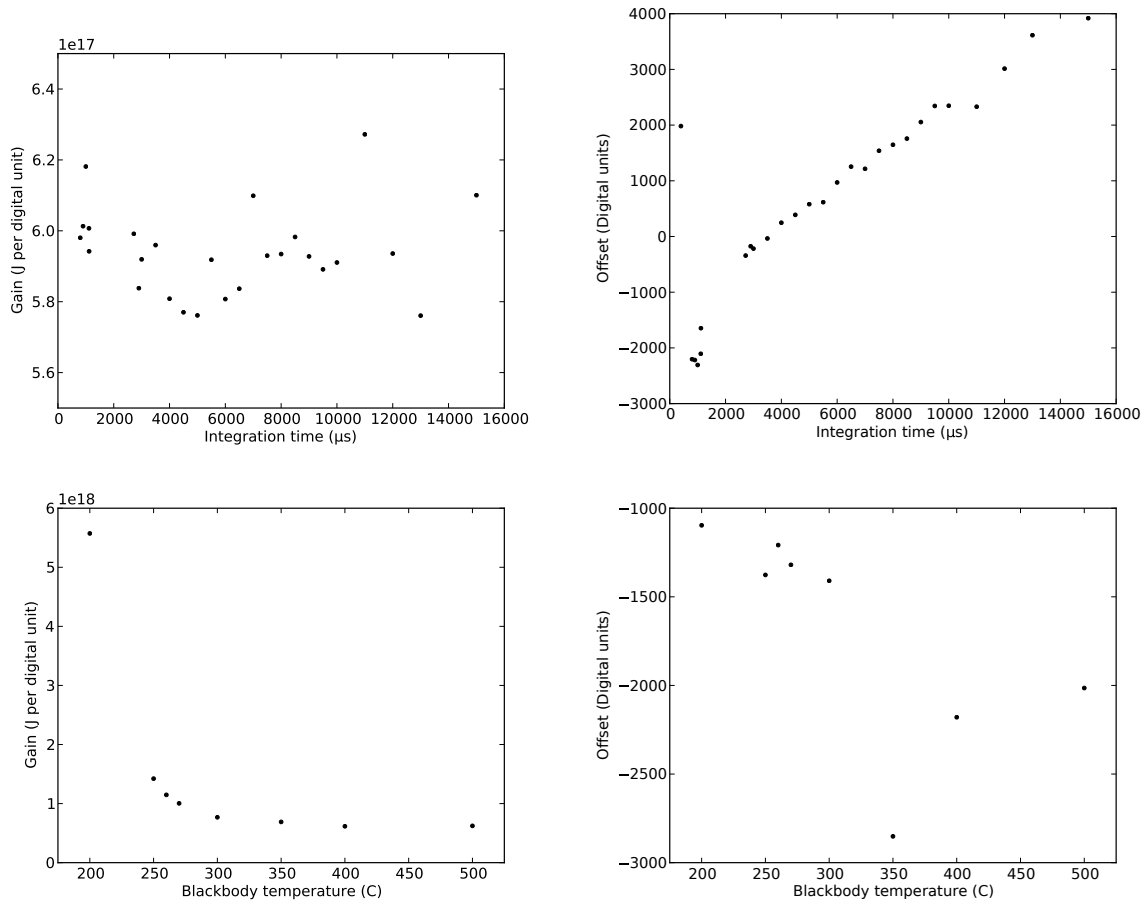 1e17
6.4
6.2
6.0
5.8
5.6
Gain (J per digital unit)
0 2000 4000 6000 8000 10000 12000 14000 16000
Integration time (µs)
4000
3000
2000
1000
0
−1000
−2000
−3000
Offset (Digital units)
0 2000 4000 6000 8000 10000 12000 14000 16000
Integration time (µs)
1e18
6
5
4
3
2
1
0
Gain (J per digital unit)
200 250 300 350 400 450 500
Blackbody temperature (C)
−1000
−1500
−2000
−2500
−3000
Offset (Digital units)
200 250 300 350 400 450 500
Blackbody temperature (C)